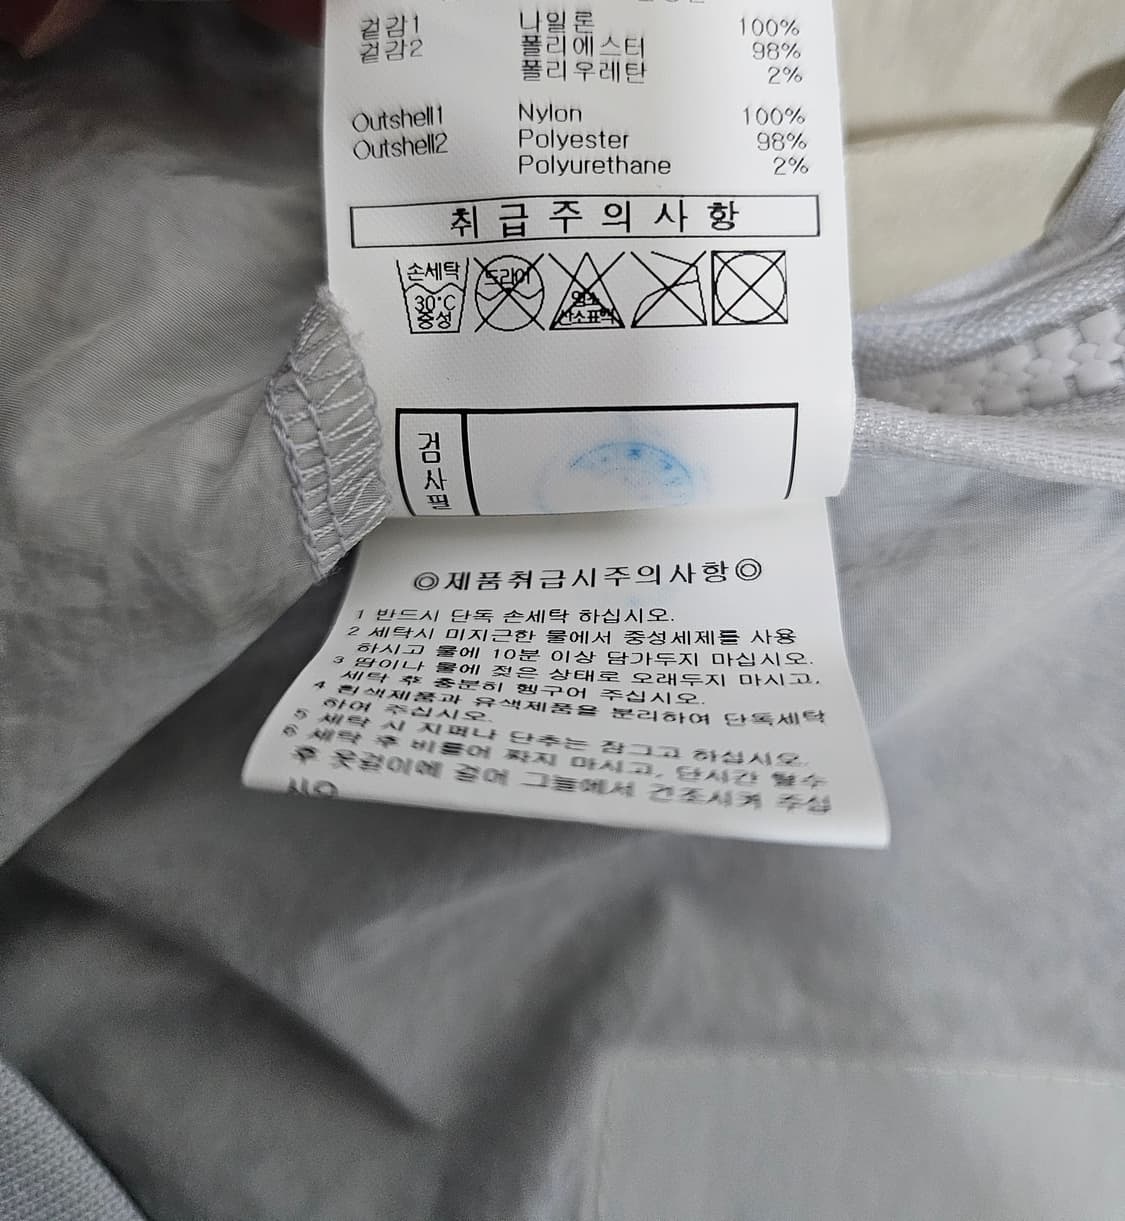 겉감1 나일론 100%
겉감2 폴리에스터 98%
폴리우레탄 2%
Outshell1 Nylon 100%
Outshell2 Polyester 98%
Polyurethane 2%
취급주의사항
손세탁 30°C 중성
드라이
염소 산소표백
검사필
◎제품취급시주의사항◎
1 반드시 단독 손세탁 하십시오.
2 세탁시 미지근한 물에서 중성세제를 사용
하시고 물에 10분 이상 담가두지 마십시오.
3 땀이나 물에 젖은 상태로 오래두지 마시고,
세탁 후 충분히 헹구어 주십시오.
4 흰색제품과 유색제품을 분리하여 단독세탁
하여 주십시오.
5 세탁 시 지퍼나 단추는 잠그고 하십시오.
6 세탁 후 비틀어 짜지 마시고, 단시간 탈수
후 옷걸이에 걸어 그늘에서 건조시켜 주십